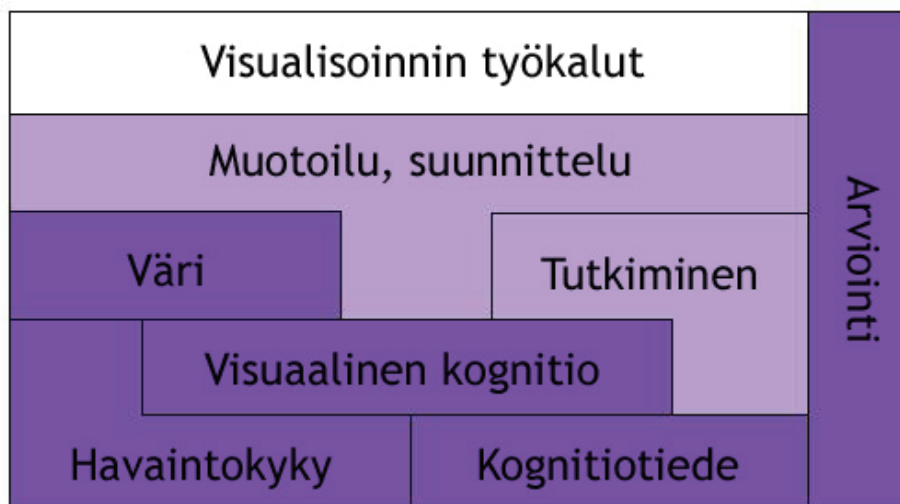 Visualisoinnin työkalut
Muotoilu, suunnittelu
Väri
Tutkiminen
Visuaalinen kognitio
Havaintokyky
Kognitiotiede
Arviointi